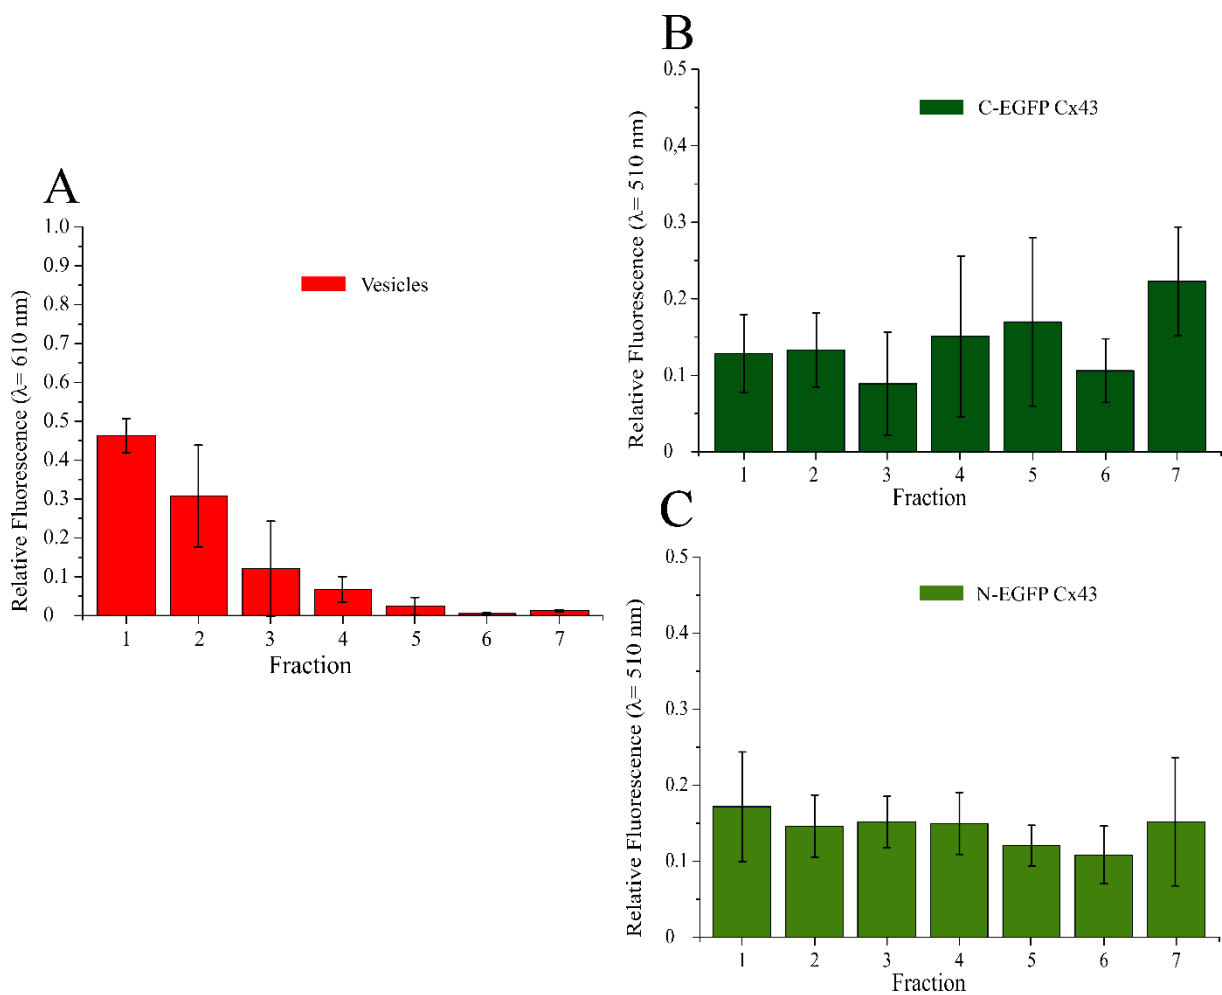 A
Relative Fluorescence (λ= 610 nm)
1.0
0.9
0.8
0.7
0.6
0.5
0.4
0.3
0.2
0.1
0
Vesicles
1 2 3 4 5 6 7
Fraction
B
Relative Fluorescence (λ= 510 nm)
0.5
0,4
0.3
0.2
0.1
0
C-EGFP Cx43
1 2 3 4 5 6 7
Fraction
C
Relative Fluorescence (λ= 510 nm)
0.5
0.4
0.3
0.2
0.1
0
N-EGFP Cx43
1 2 3 4 5 6 7
Fraction